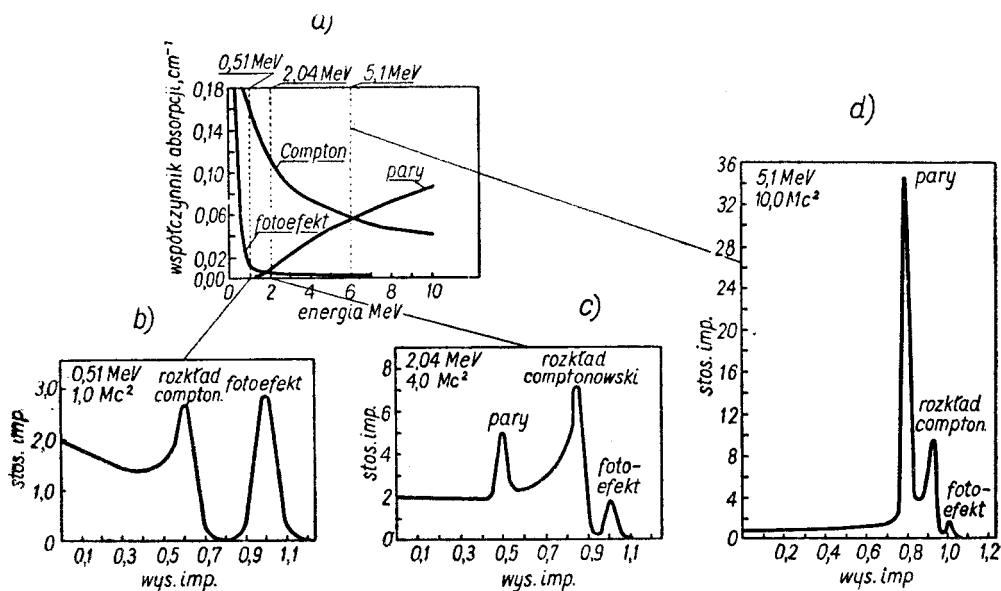 a)
0,51 MeV
2,04 MeV
5,1 MeV
współczynnik absorpcji, cm⁻¹
0,18
0,14
0,10
0,06
0,02
0,00
Compton
pary
fotoefekt
0 2 4 6 8 10
energia MeV
b)
0,51 MeV
1,0 Mc²
rozkład
compton.
fotoefekt
stos. imp.
3,0
2,0
1,0
0
0,1 0,3 0,5 0,7 0,9 1,1
wys. imp.
c)
2,04 MeV
4,0 Mc²
pary
rozkład
comptonowski
foto-
efekt
stos. imp.
8
6
4
2
0
0,1 0,3 0,5 0,7 0,9 1,1
wys. imp.
d)
5,1 MeV
10,0 Mc²
pary
rozkład
compton.
foto-
efekt
stos. imp.
36
32
28
24
20
16
12
8
4
0
0,2 0,4 0,6 0,8 1,0 1,2
wys. imp